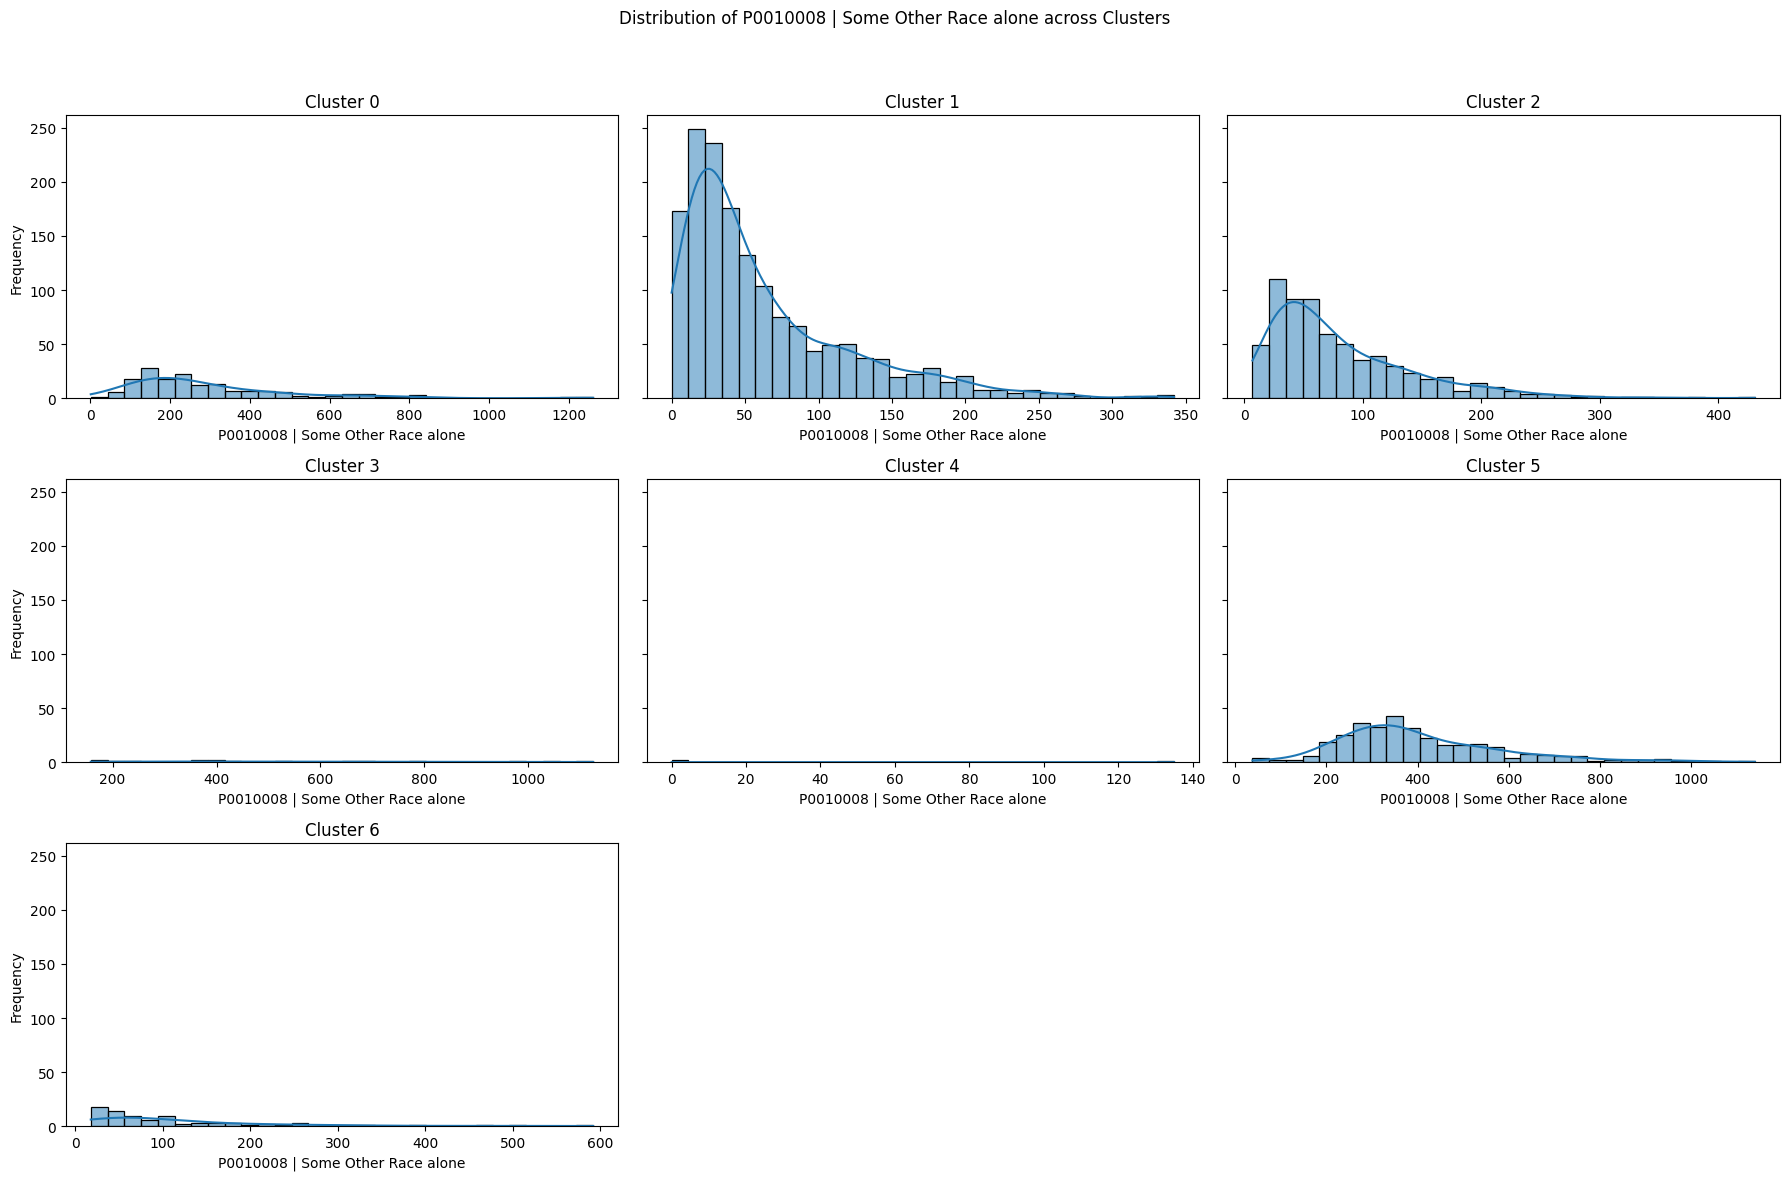 Distribution of P0010008 | Some Other Race alone across Clusters
Cluster 0
Cluster 1
Cluster 2
250
200
150
100
50
0
Frequency
0 200 400 600 800 1000 1200
0 50 100 150 200 250 300 350
0 100 200 300 400
P0010008 | Some Other Race alone
P0010008 | Some Other Race alone
P0010008 | Some Other Race alone
Cluster 3
Cluster 4
Cluster 5
250
200
150
100
50
0
Frequency
200 400 600 800 1000
0 20 40 60 80 100 120 140
0 200 400 600 800 1000
P0010008 | Some Other Race alone
P0010008 | Some Other Race alone
P0010008 | Some Other Race alone
Cluster 6
250
200
150
100
50
0
Frequency
0 100 200 300 400 500 600
P0010008 | Some Other Race alone